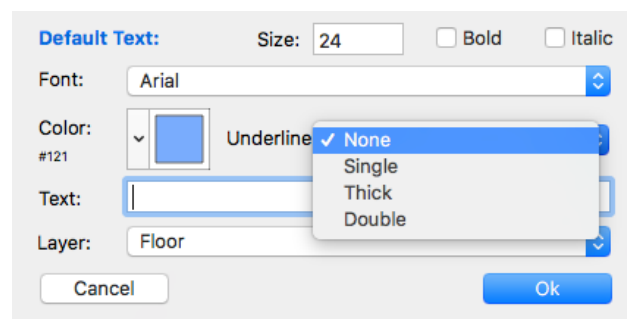 Default Text: Size: 24 Bold Italic
Font: Arial
Color: Underline ✓ None
#121
Single
Thick
Text:
Double
Layer: Floor
Cancel Ok